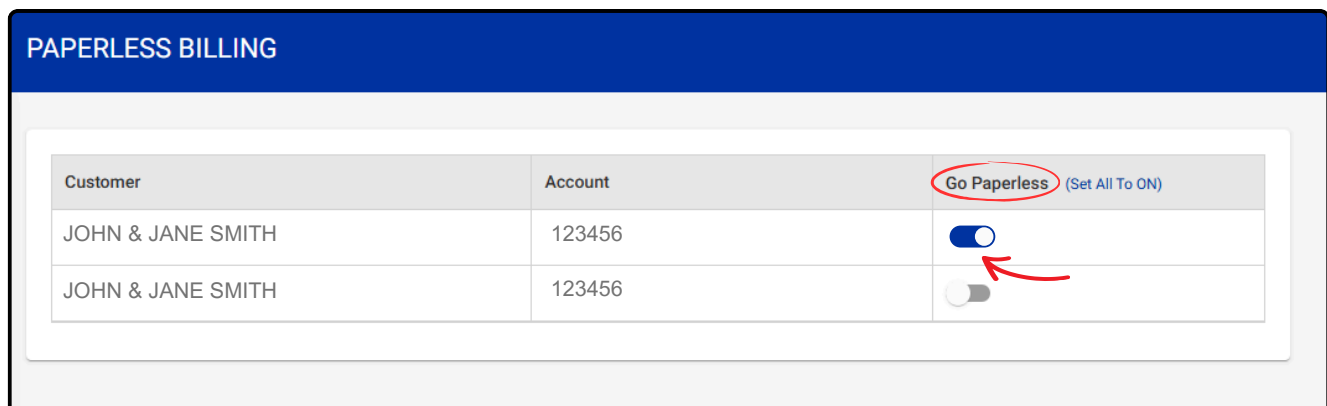 PAPERLESS BILLING
Customer Account Go Paperless (Set All To ON)
JOHN & JANE SMITH 123456
JOHN & JANE SMITH 123456